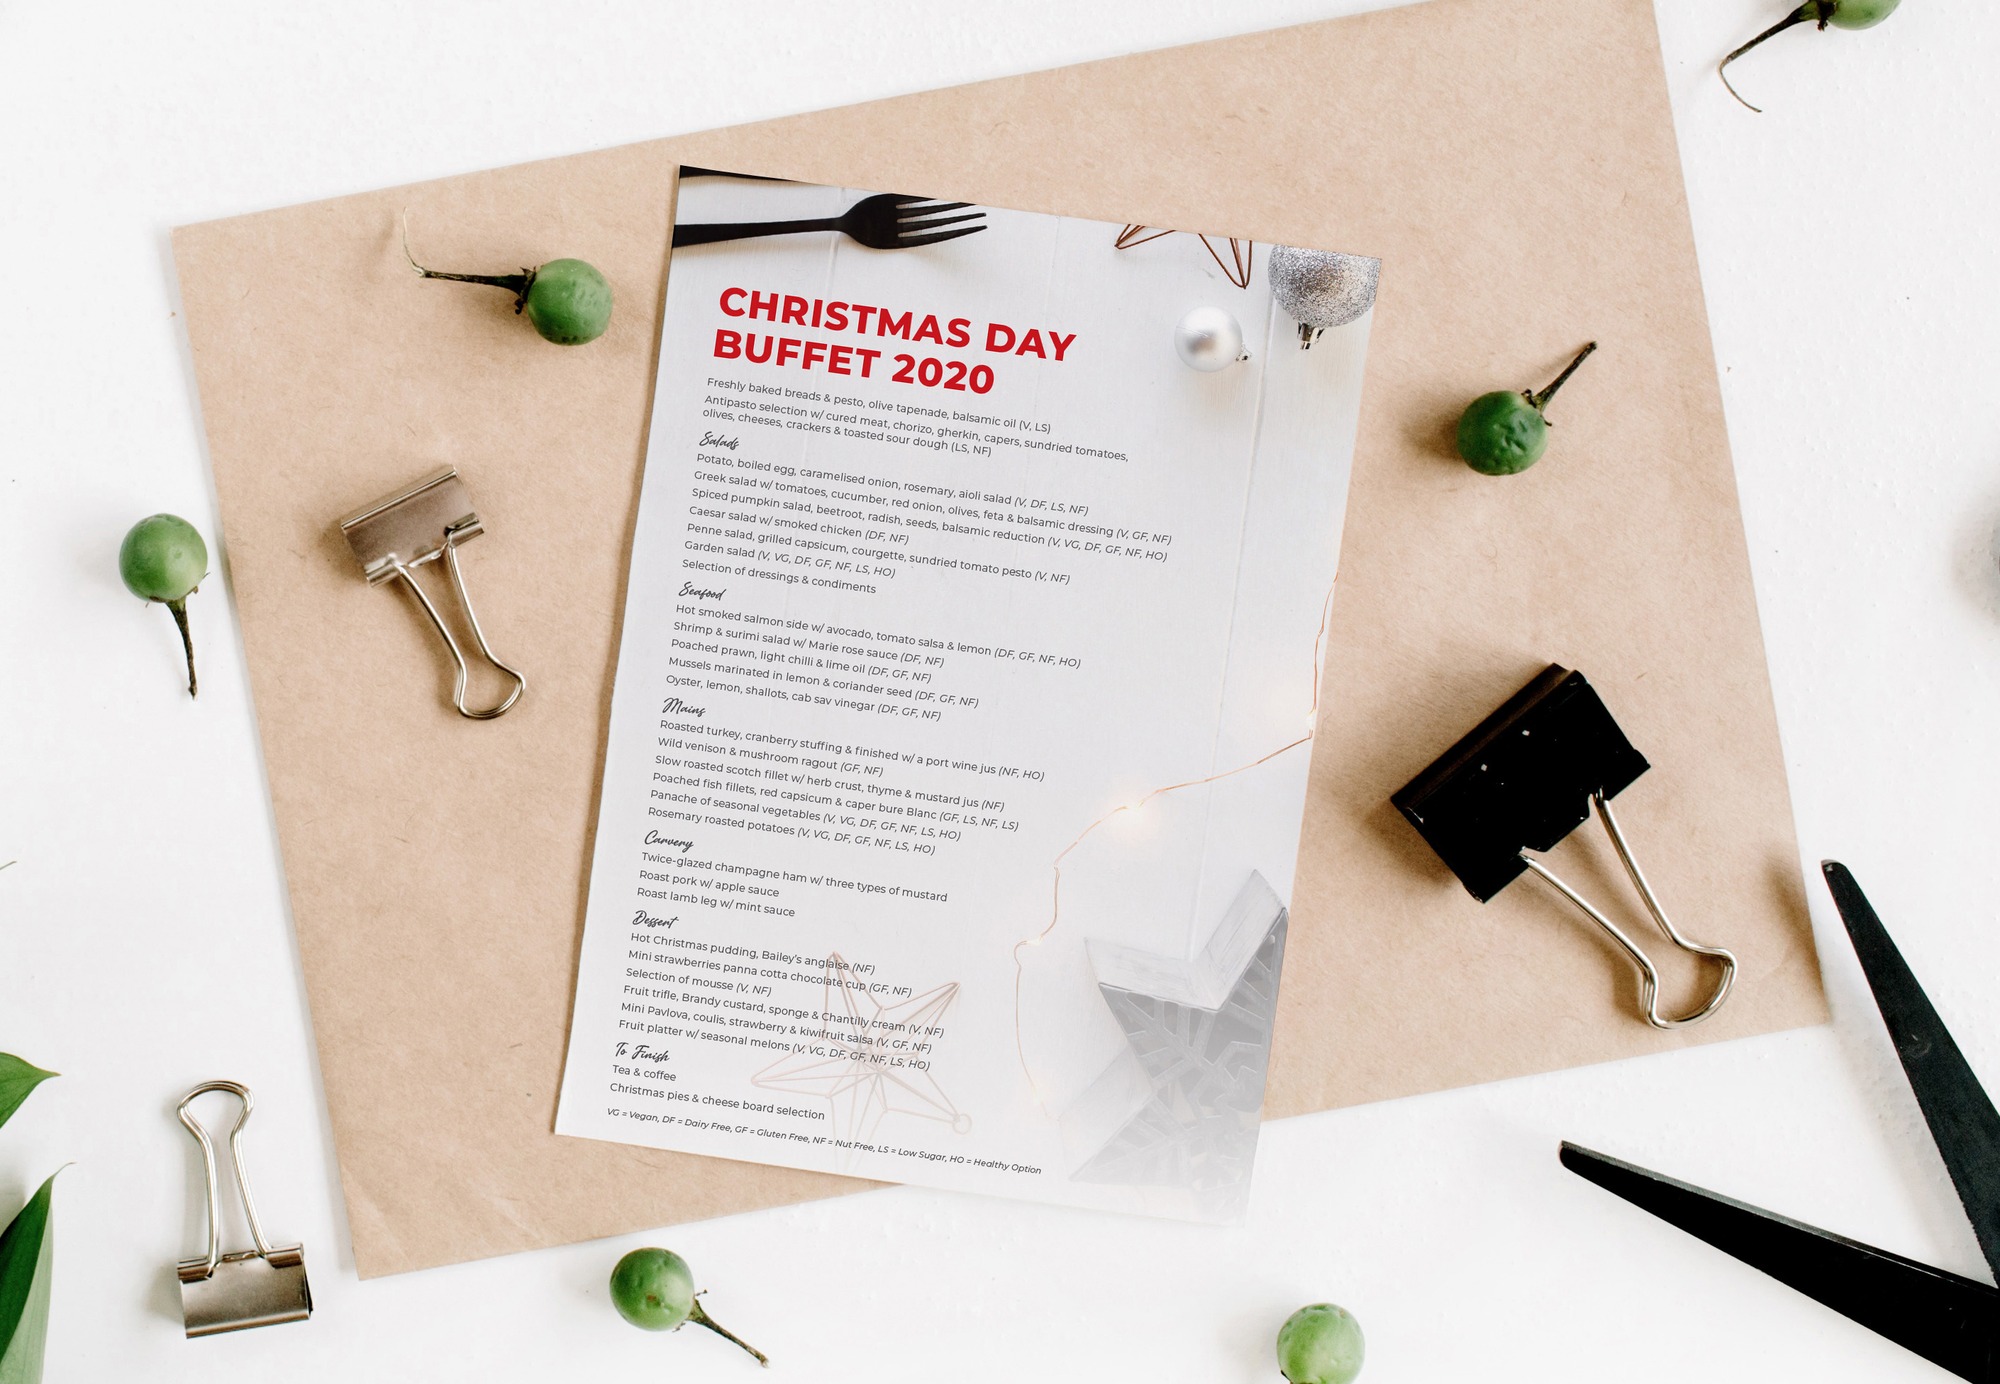 CHRISTMAS DAY
BUFFET 2020
Freshly baked breads & pesto, olive tapenade, balsamic oil (V, LS)
Antipasto selection w/ cured meat, chorizo, gherkin, capers, sundried tomatoes,
olives, cheeses, crackers & toasted sour dough (LS, NF)
Salads
Potato, boiled egg, caramelised onion, rosemary, aioli salad (V, DF, LS, NF)
Greek salad w/ tomatoes, cucumber, red onion, olives, feta & balsamic dressing (V, GF, NF)
Spiced pumpkin salad, beetroot, radish, seeds, balsamic reduction (V, VG, DF, GF, NF, HO)
Caesar salad w/ smoked chicken (DF, NF)
Penne salad, grilled capsicum, courgette, sundried tomato pesto (V, NF)
Garden salad (V, VG, DF, GF, NF, LS, HO)
Selection of dressings & condiments
Seafood
Hot smoked salmon side w/ avocado, tomato salsa & lemon (DF, GF, NF, HO)
Shrimp & surimi salad w/ Marie rose sauce (DF, NF)
Poached prawn, light chilli & lime oil (DF, GF, NF)
Mussels marinated in lemon & coriander seed (DF, GF, NF)
Oyster, lemon, shallots, cab sav vinegar (DF, GF, NF)
Mains
Roasted turkey, cranberry stuffing & finished w/ a port wine jus (NF, HO)
Wild venison & mushroom ragout (GF, NF)
Slow roasted scotch fillet w/ herb crust, thyme & mustard jus (NF)
Poached fish fillets, red capsicum & caper bure Blanc (GF, LS, NF, LS)
Panache of seasonal vegetables (V, VG, DF, GF, NF, LS, HO)
Rosemary roasted potatoes (V, VG, DF, GF, NF, LS, HO)
Carvery
Twice-glazed champagne ham w/ three types of mustard
Roast pork w/ apple sauce
Roast lamb leg w/ mint sauce
Dessert
Hot Christmas pudding, Bailey's anglaise (NF)
Mini strawberries panna cotta chocolate cup (GF, NF)
Selection of mousse (V, NF)
Fruit trifle, Brandy custard, sponge & Chantilly cream (V, NF)
Mini Pavlova, coulis, strawberry & kiwifruit salsa (V, GF, NF)
Fruit platter w/ seasonal melons (V, VG, DF, GF, NF, LS, HO)
To Finish
Tea & coffee
Christmas pies & cheese board selection
VG = Vegan, DF = Dairy Free, GF = Gluten Free, NF = Nut Free, LS = Low Sugar, HO = Healthy Option